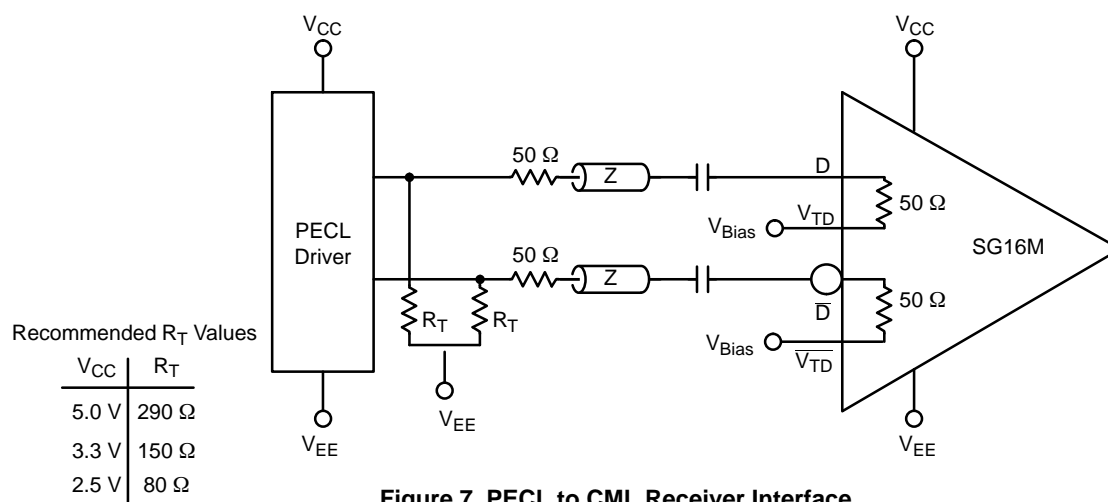 V_CC
V_CC
50 Ω
Z
D
50 Ω
V_Bias
V_TD
PECL
Driver
SG16M
50 Ω
Z
50 Ω
D̅
R_T
R_T
V_Bias
V̅_T̅D̅
Recommended R_T Values
V_CC R_T
5.0 V 290 Ω
3.3 V 150 Ω
2.5 V 80 Ω
V_EE
V_EE
V_EE
Figure 7. PECL to CML Receiver Interface